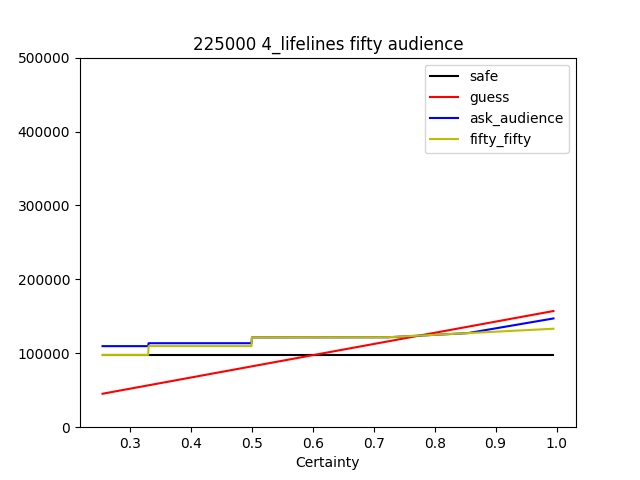 225000 4_lifelines fifty audience
500000
400000
300000
200000
100000
0
safe
guess
ask_audience
fifty_fifty
0.3 0.4 0.5 0.6 0.7 0.8 0.9 1.0
Certainty